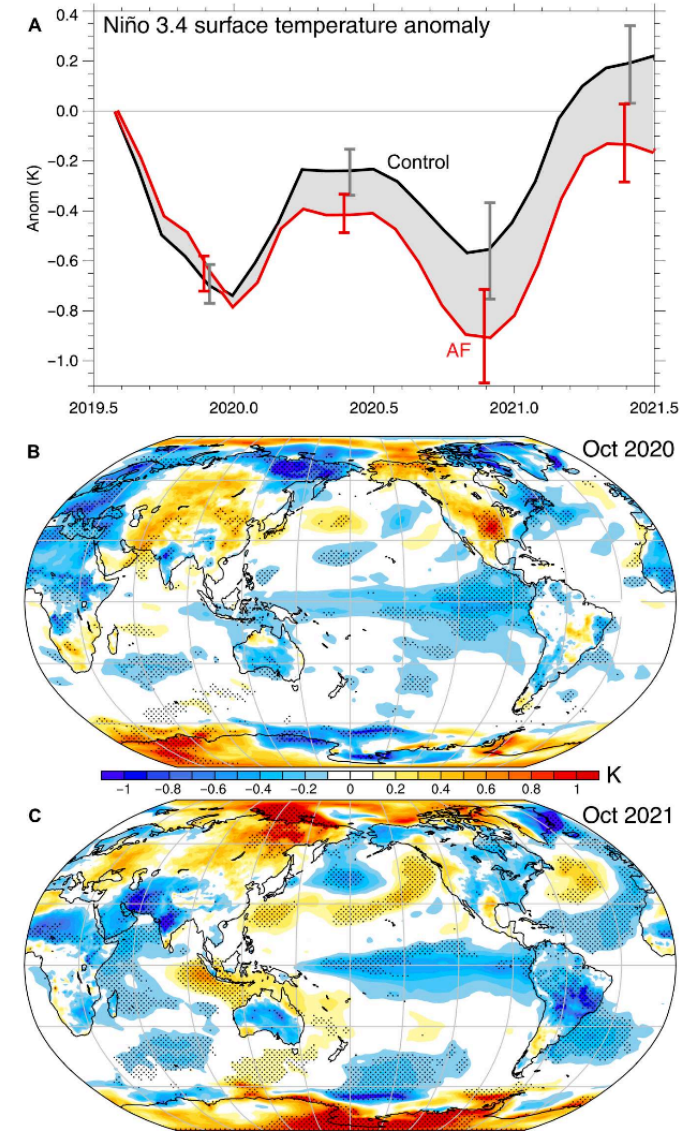 A
Niño 3.4 surface temperature anomaly
0.4
0.2
0.0
−0.2
−0.4
−0.6
−0.8
−1.0
Anom (K)
Control
AF
2019.5 2020.0 2020.5 2021.0 2021.5
B
Oct 2020
−1 −0.8 −0.6 −0.4 −0.2 0 0.2 0.4 0.6 0.8 1
K
C
Oct 2021